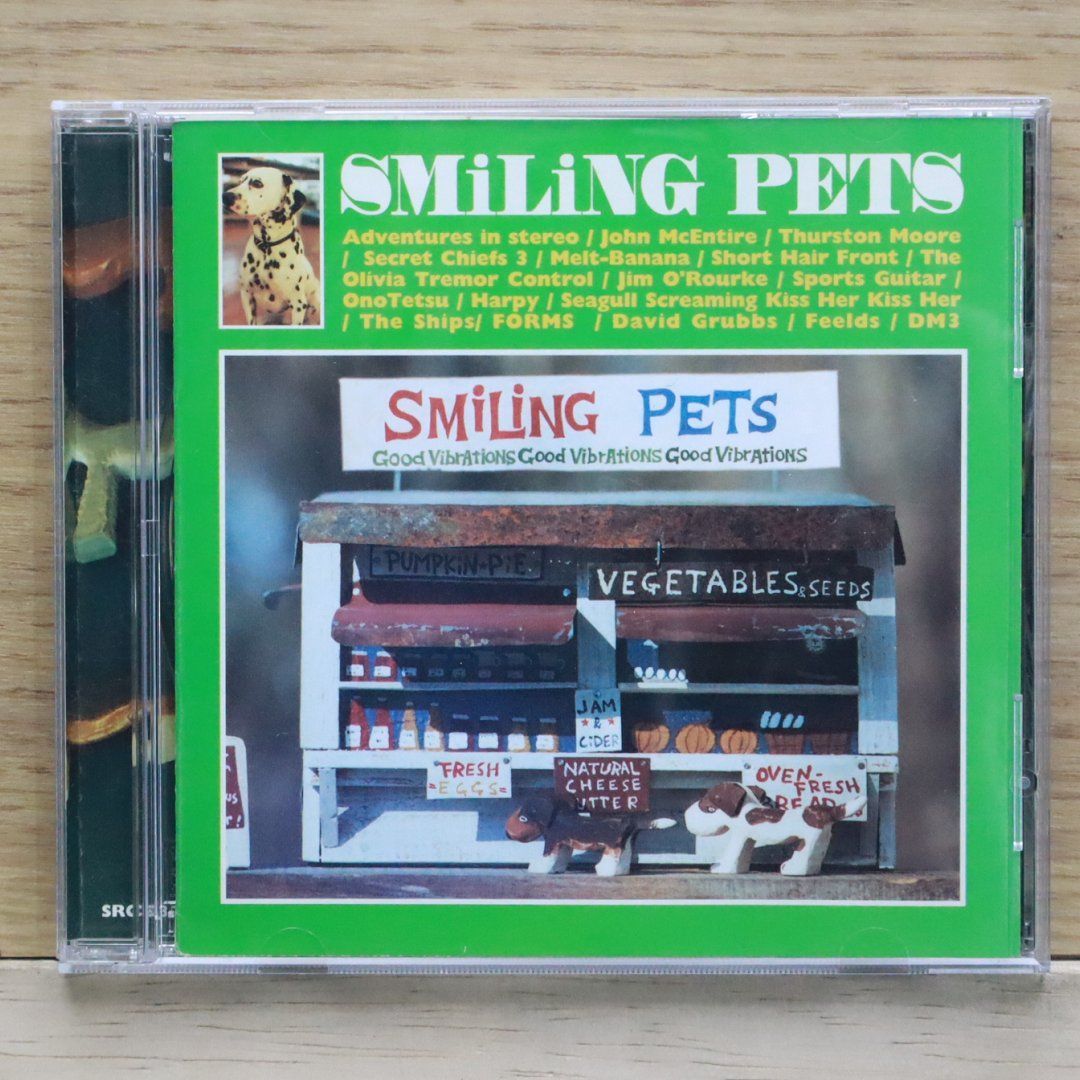 SMiLiNG PETS
Adventures in stereo / John McEntire / Thurston Moore
/ Secret Chiefs 3 / Melt-Banana / Short Hair Front / The
Olivia Tremor Control / Jim O'Rourke / Sports Guitar /
OnoTetsu / Harpy / Seagull Screaming Kiss Her Kiss Her
/ The Ships/ FORMS / David Grubbs / Feelds / DM3
SMiLiNG PETS
Good Vibrations Good Vibrations Good Vibrations
PUMPKiN PiE
VEGETABLES & SEEDS
JAM
&
CiDER
FRESH
EGGS
NATURAL
CHEESE
OVEN-
FRESH
SRC